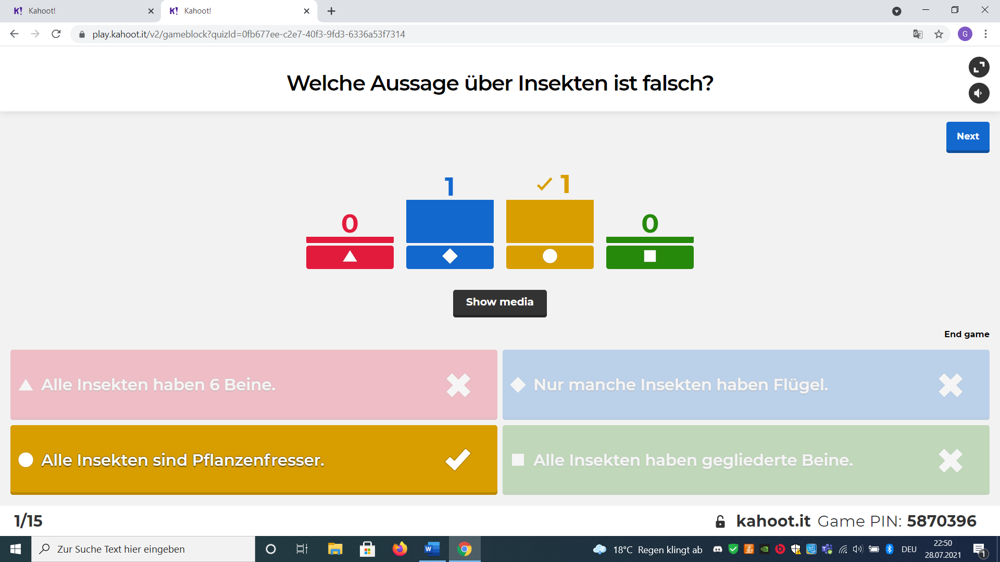 K! Kahoot!
K! Kahoot!
play.kahoot.it/v2/gameblock?quizId=0fb677ee-c2e7-40f3-9fd3-6336a53f7314
G
Welche Aussage über Insekten ist falsch?
Next
0
1
1
0
Show media
End game
Alle Insekten haben 6 Beine.
Nur manche Insekten haben Flügel.
Alle Insekten sind Pflanzenfresser.
Alle Insekten haben gegliederte Beine.
1/15
kahoot.it Game PIN: 5870396
Zur Suche Text hier eingeben
18°C Regen klingt ab
DEU
22:50
28.07.2021
1